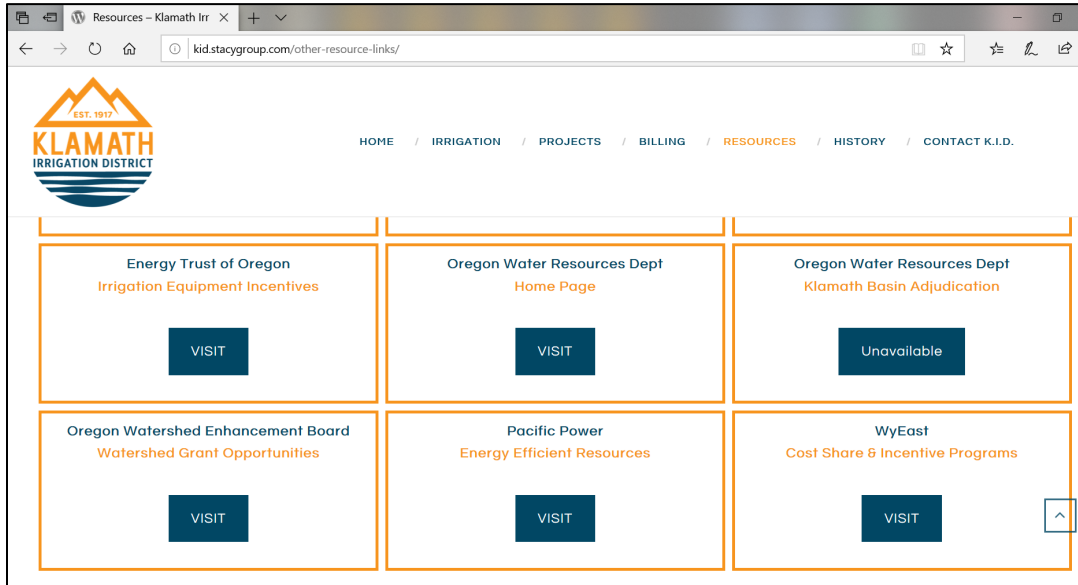 Resources – Klamath Irr
kid.stacygroup.com/other-resource-links/
EST. 1917
KLAMATH
IRRIGATION DISTRICT
HOME / IRRIGATION / PROJECTS / BILLING / RESOURCES / HISTORY / CONTACT K.I.D.
Energy Trust of Oregon
Irrigation Equipment Incentives
VISIT
Oregon Water Resources Dept
Home Page
VISIT
Oregon Water Resources Dept
Klamath Basin Adjudication
Unavailable
Oregon Watershed Enhancement Board
Watershed Grant Opportunities
VISIT
Pacific Power
Energy Efficient Resources
VISIT
WyEast
Cost Share & Incentive Programs
VISIT